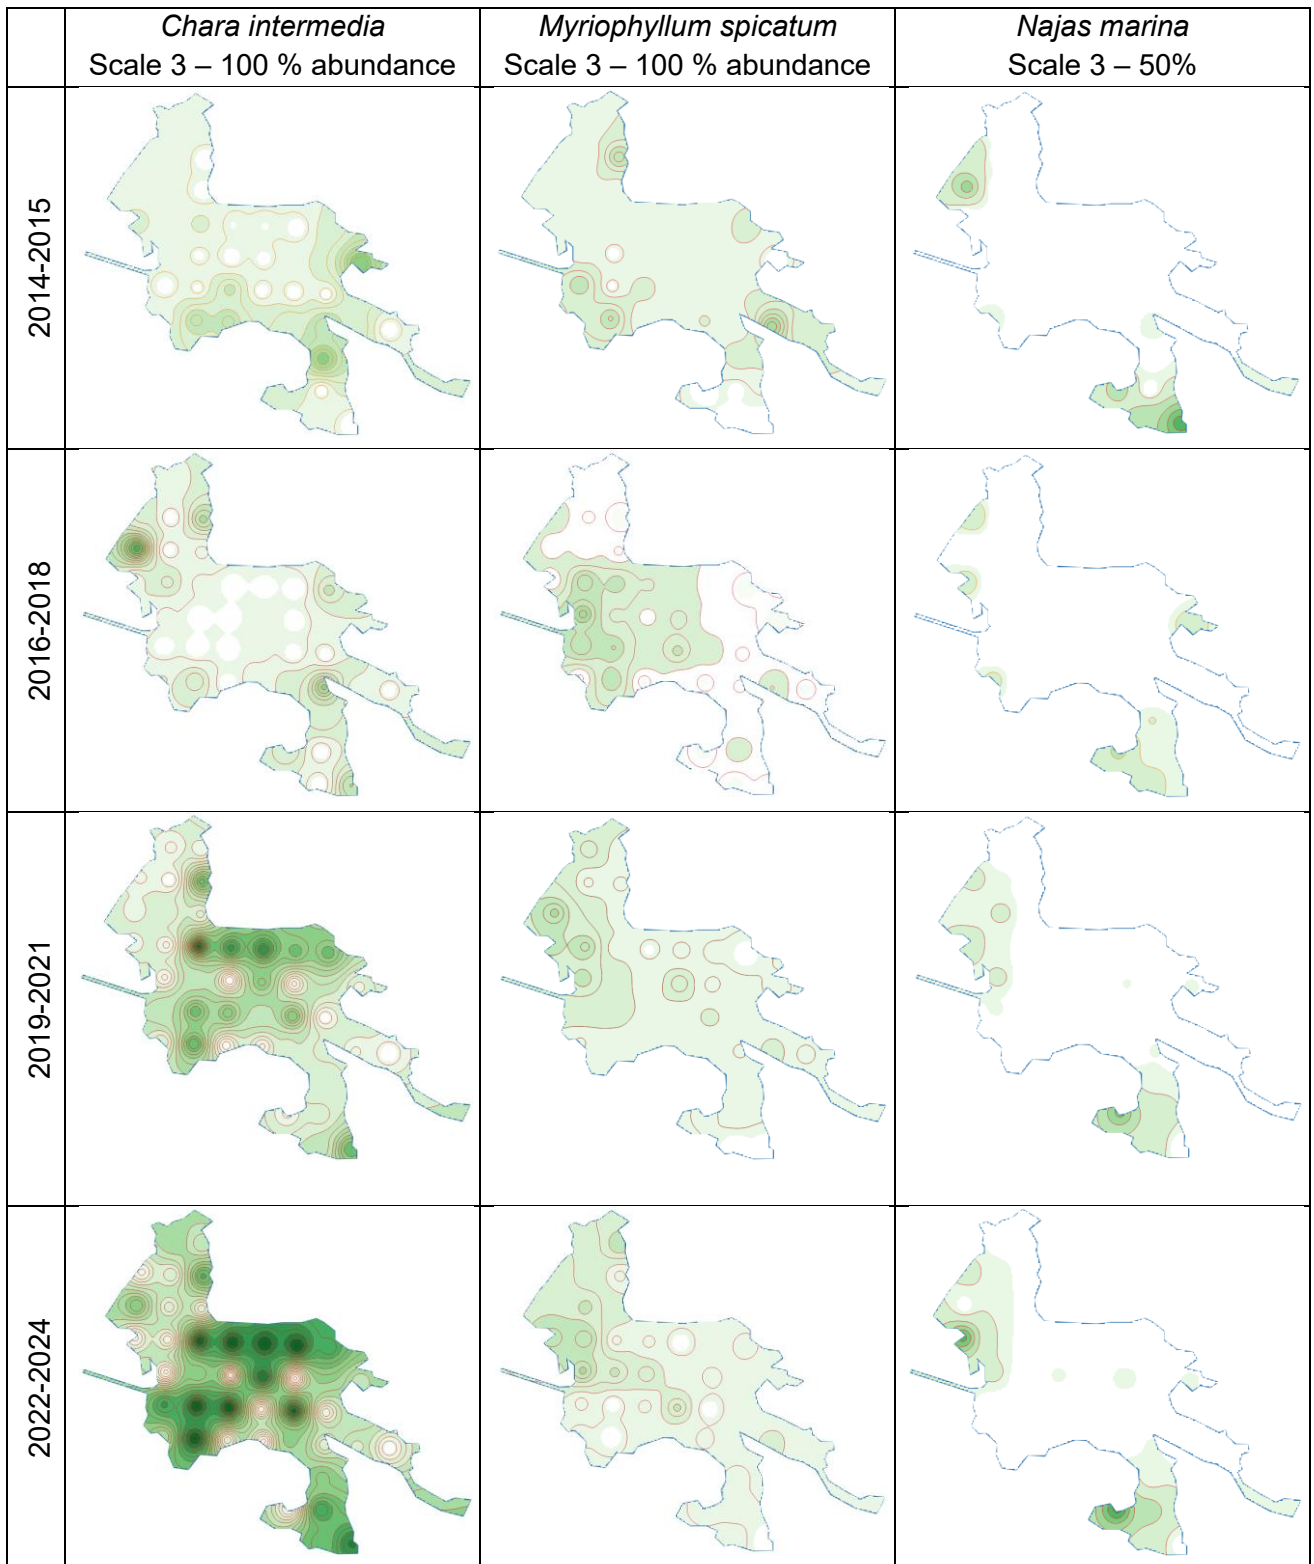 Chara intermedia
Scale 3 – 100 % abundance
Myriophyllum spicatum
Scale 3 – 100 % abundance
Najas marina
Scale 3 – 50%
2014-2015
2016-2018
2019-2021
2022-2024